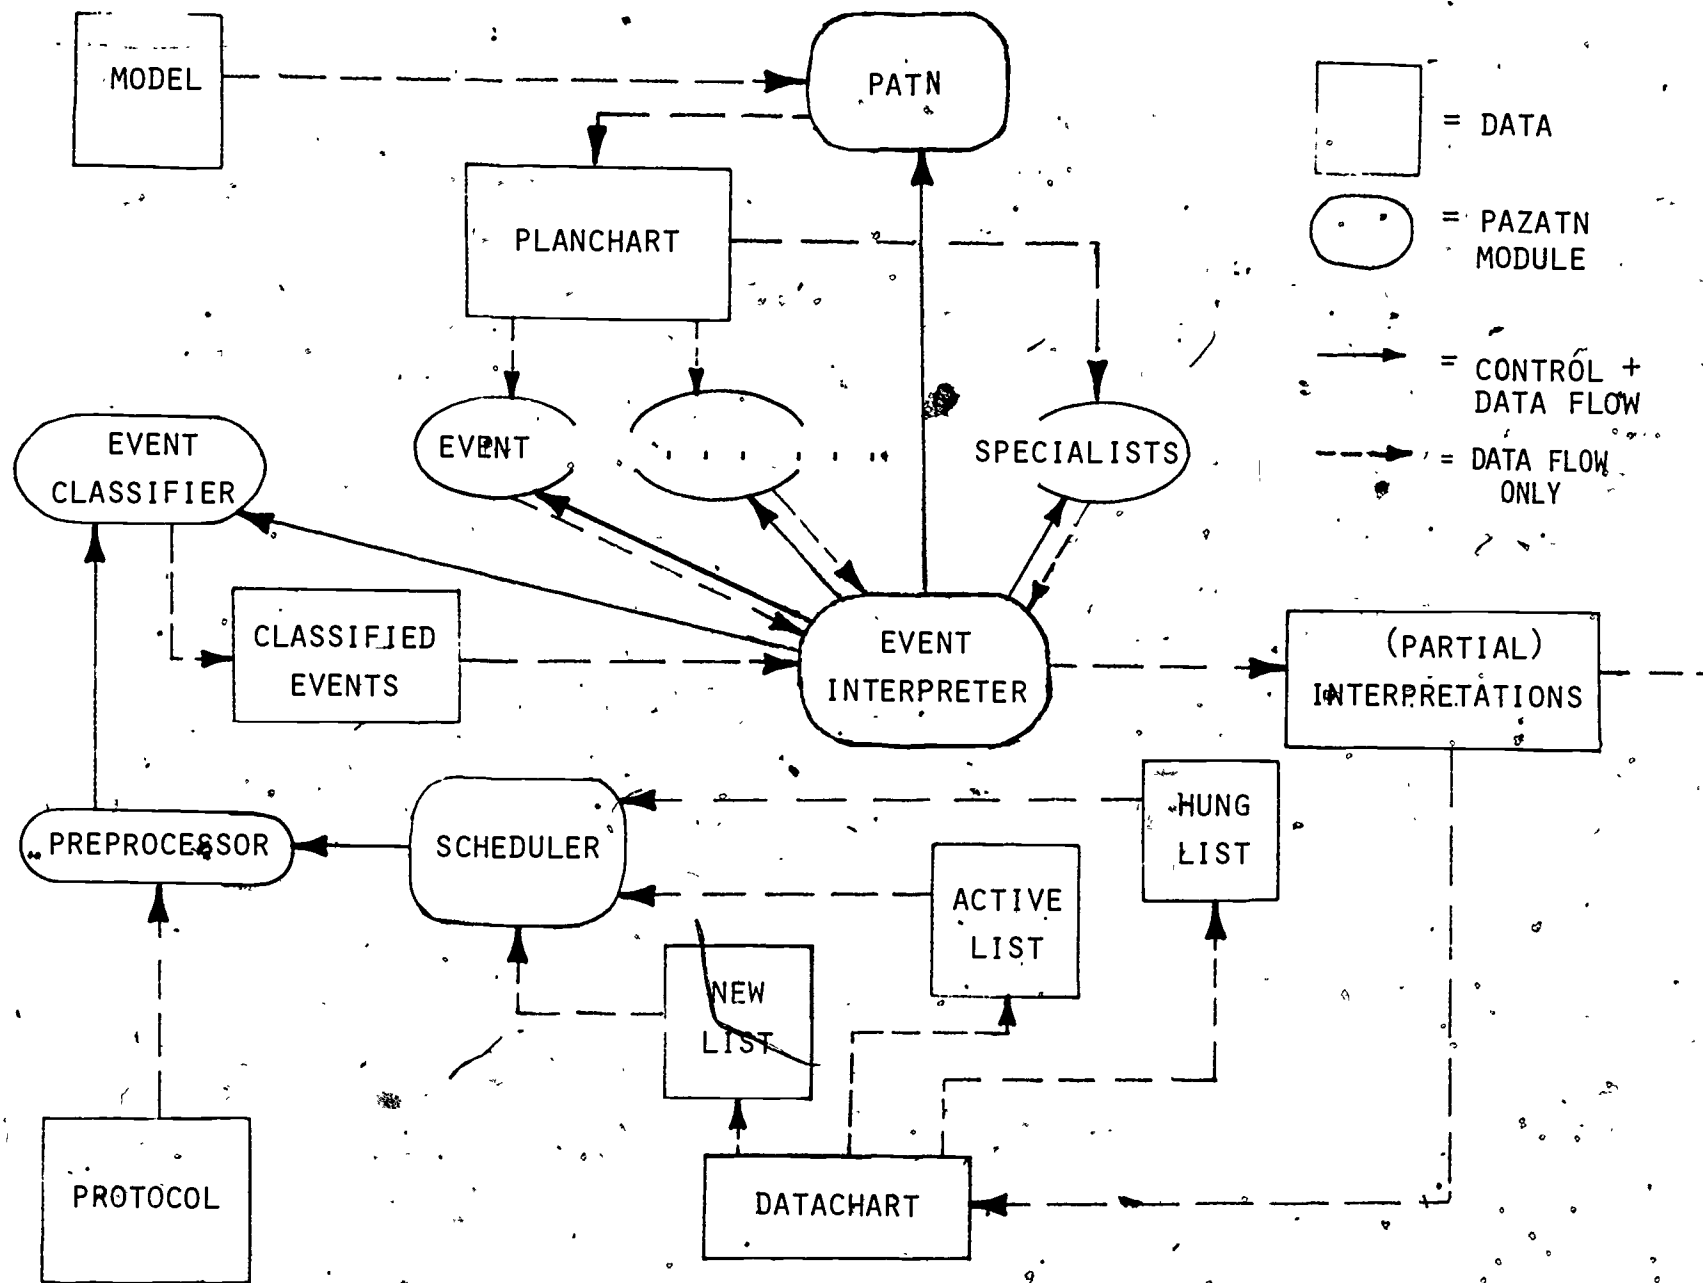 MODEL
PATN
= DATA
PLANCHART
= PAZATN
MODULE
= CONTROL +
DATA FLOW
= DATA FLOW
ONLY
EVENT
CLASSIFIER
EVENT
. . . . . .
SPECIALISTS
CLASSIFIED
EVENTS
EVENT
INTERPRETER
(PARTIAL)
INTERPRETATIONS
PREPROCESSOR
SCHEDULER
HUNG
LIST
ACTIVE
LIST
NEW
LIST
PROTOCOL
DATACHART